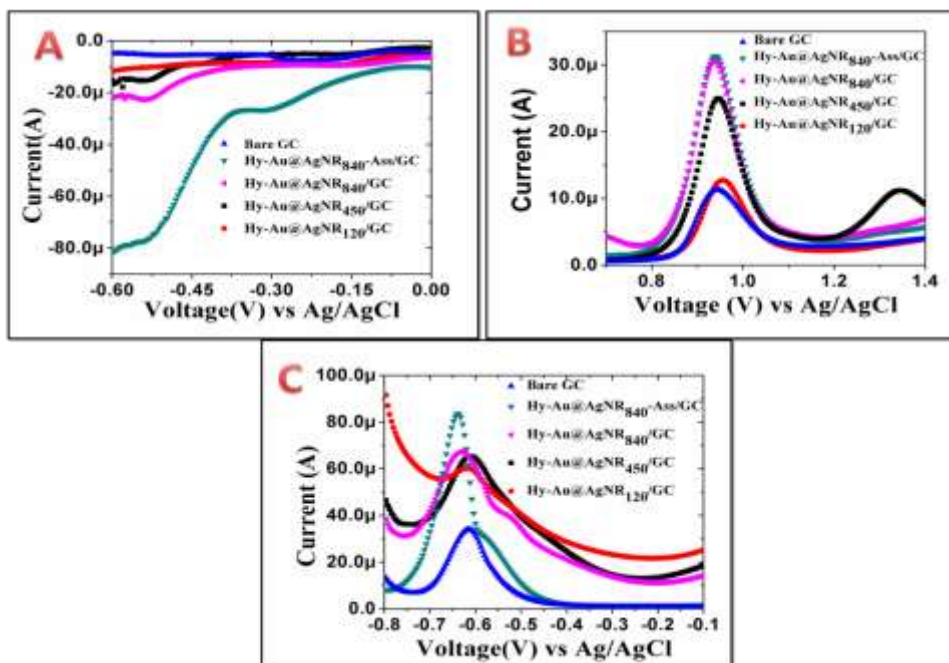 A
0.0
-20.0µ
-40.0µ
-60.0µ
-80.0µ
Current(A)
Bare GC
Hy-Au@AgNR840-Ass/GC
Hy-Au@AgNR840/GC
Hy-Au@AgNR450/GC
Hy-Au@AgNR120/GC
-0.60 -0.45 -0.30 -0.15 0.00
Voltage(V) vs Ag/AgCl
B
30.0µ
20.0µ
10.0µ
0.0
Current (A)
Bare GC
Hy-Au@AgNR840-Ass/GC
Hy-Au@AgNR840/GC
Hy-Au@AgNR450/GC
Hy-Au@AgNR120/GC
0.8 1.0 1.2 1.4
Voltage (V) vs Ag/AgCl
C
100.0µ
80.0µ
60.0µ
40.0µ
20.0µ
0.0
Current (A)
Bare GC
Hy-Au@AgNR840-Ass/GC
Hy-Au@AgNR840/GC
Hy-Au@AgNR450/GC
Hy-Au@AgNR120/GC
-0.8 -0.7 -0.6 -0.5 -0.4 -0.3 -0.2 -0.1
Voltage(V) vs Ag/AgCl